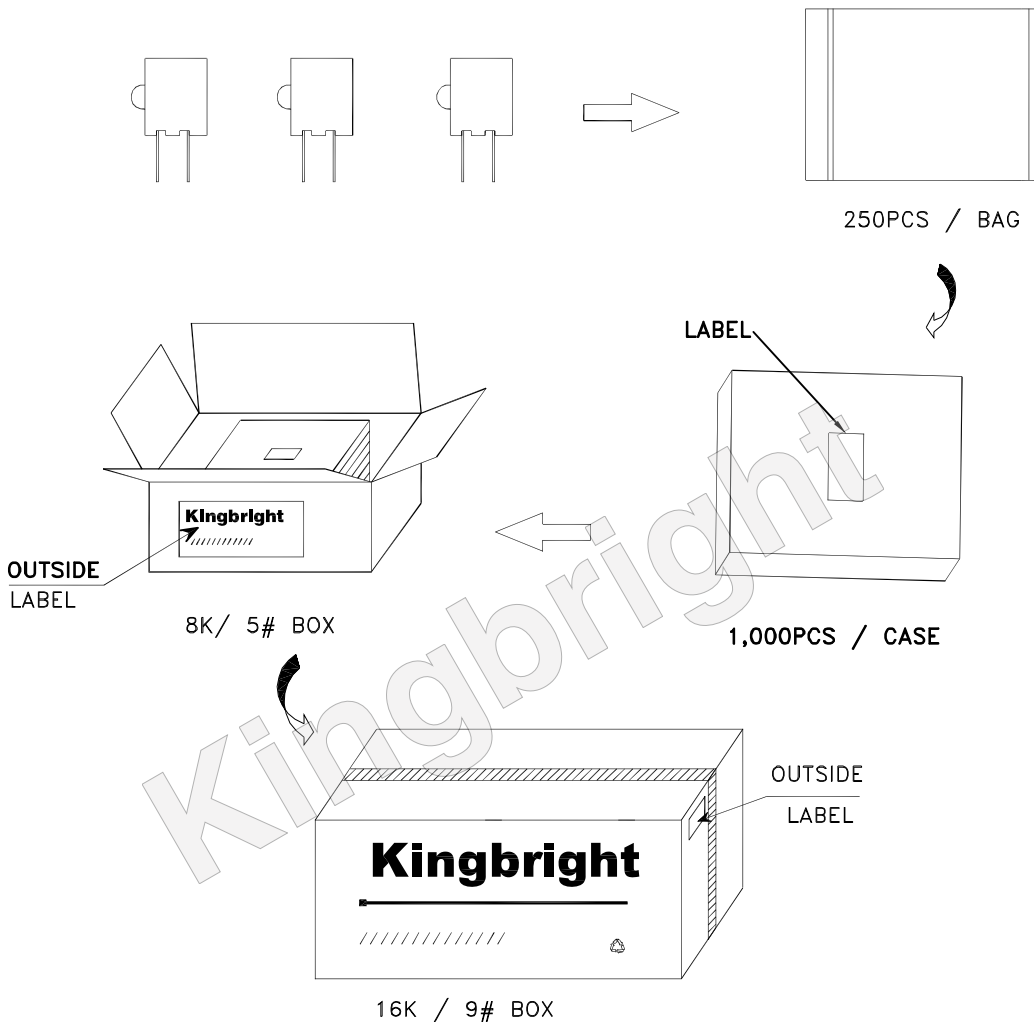 250PCS / BAG
LABEL
Kingbright
OUTSIDE
LABEL
8K/ 5# BOX
1,000PCS / CASE
Kingbright
OUTSIDE
LABEL
Kingbright
16K / 9# BOX